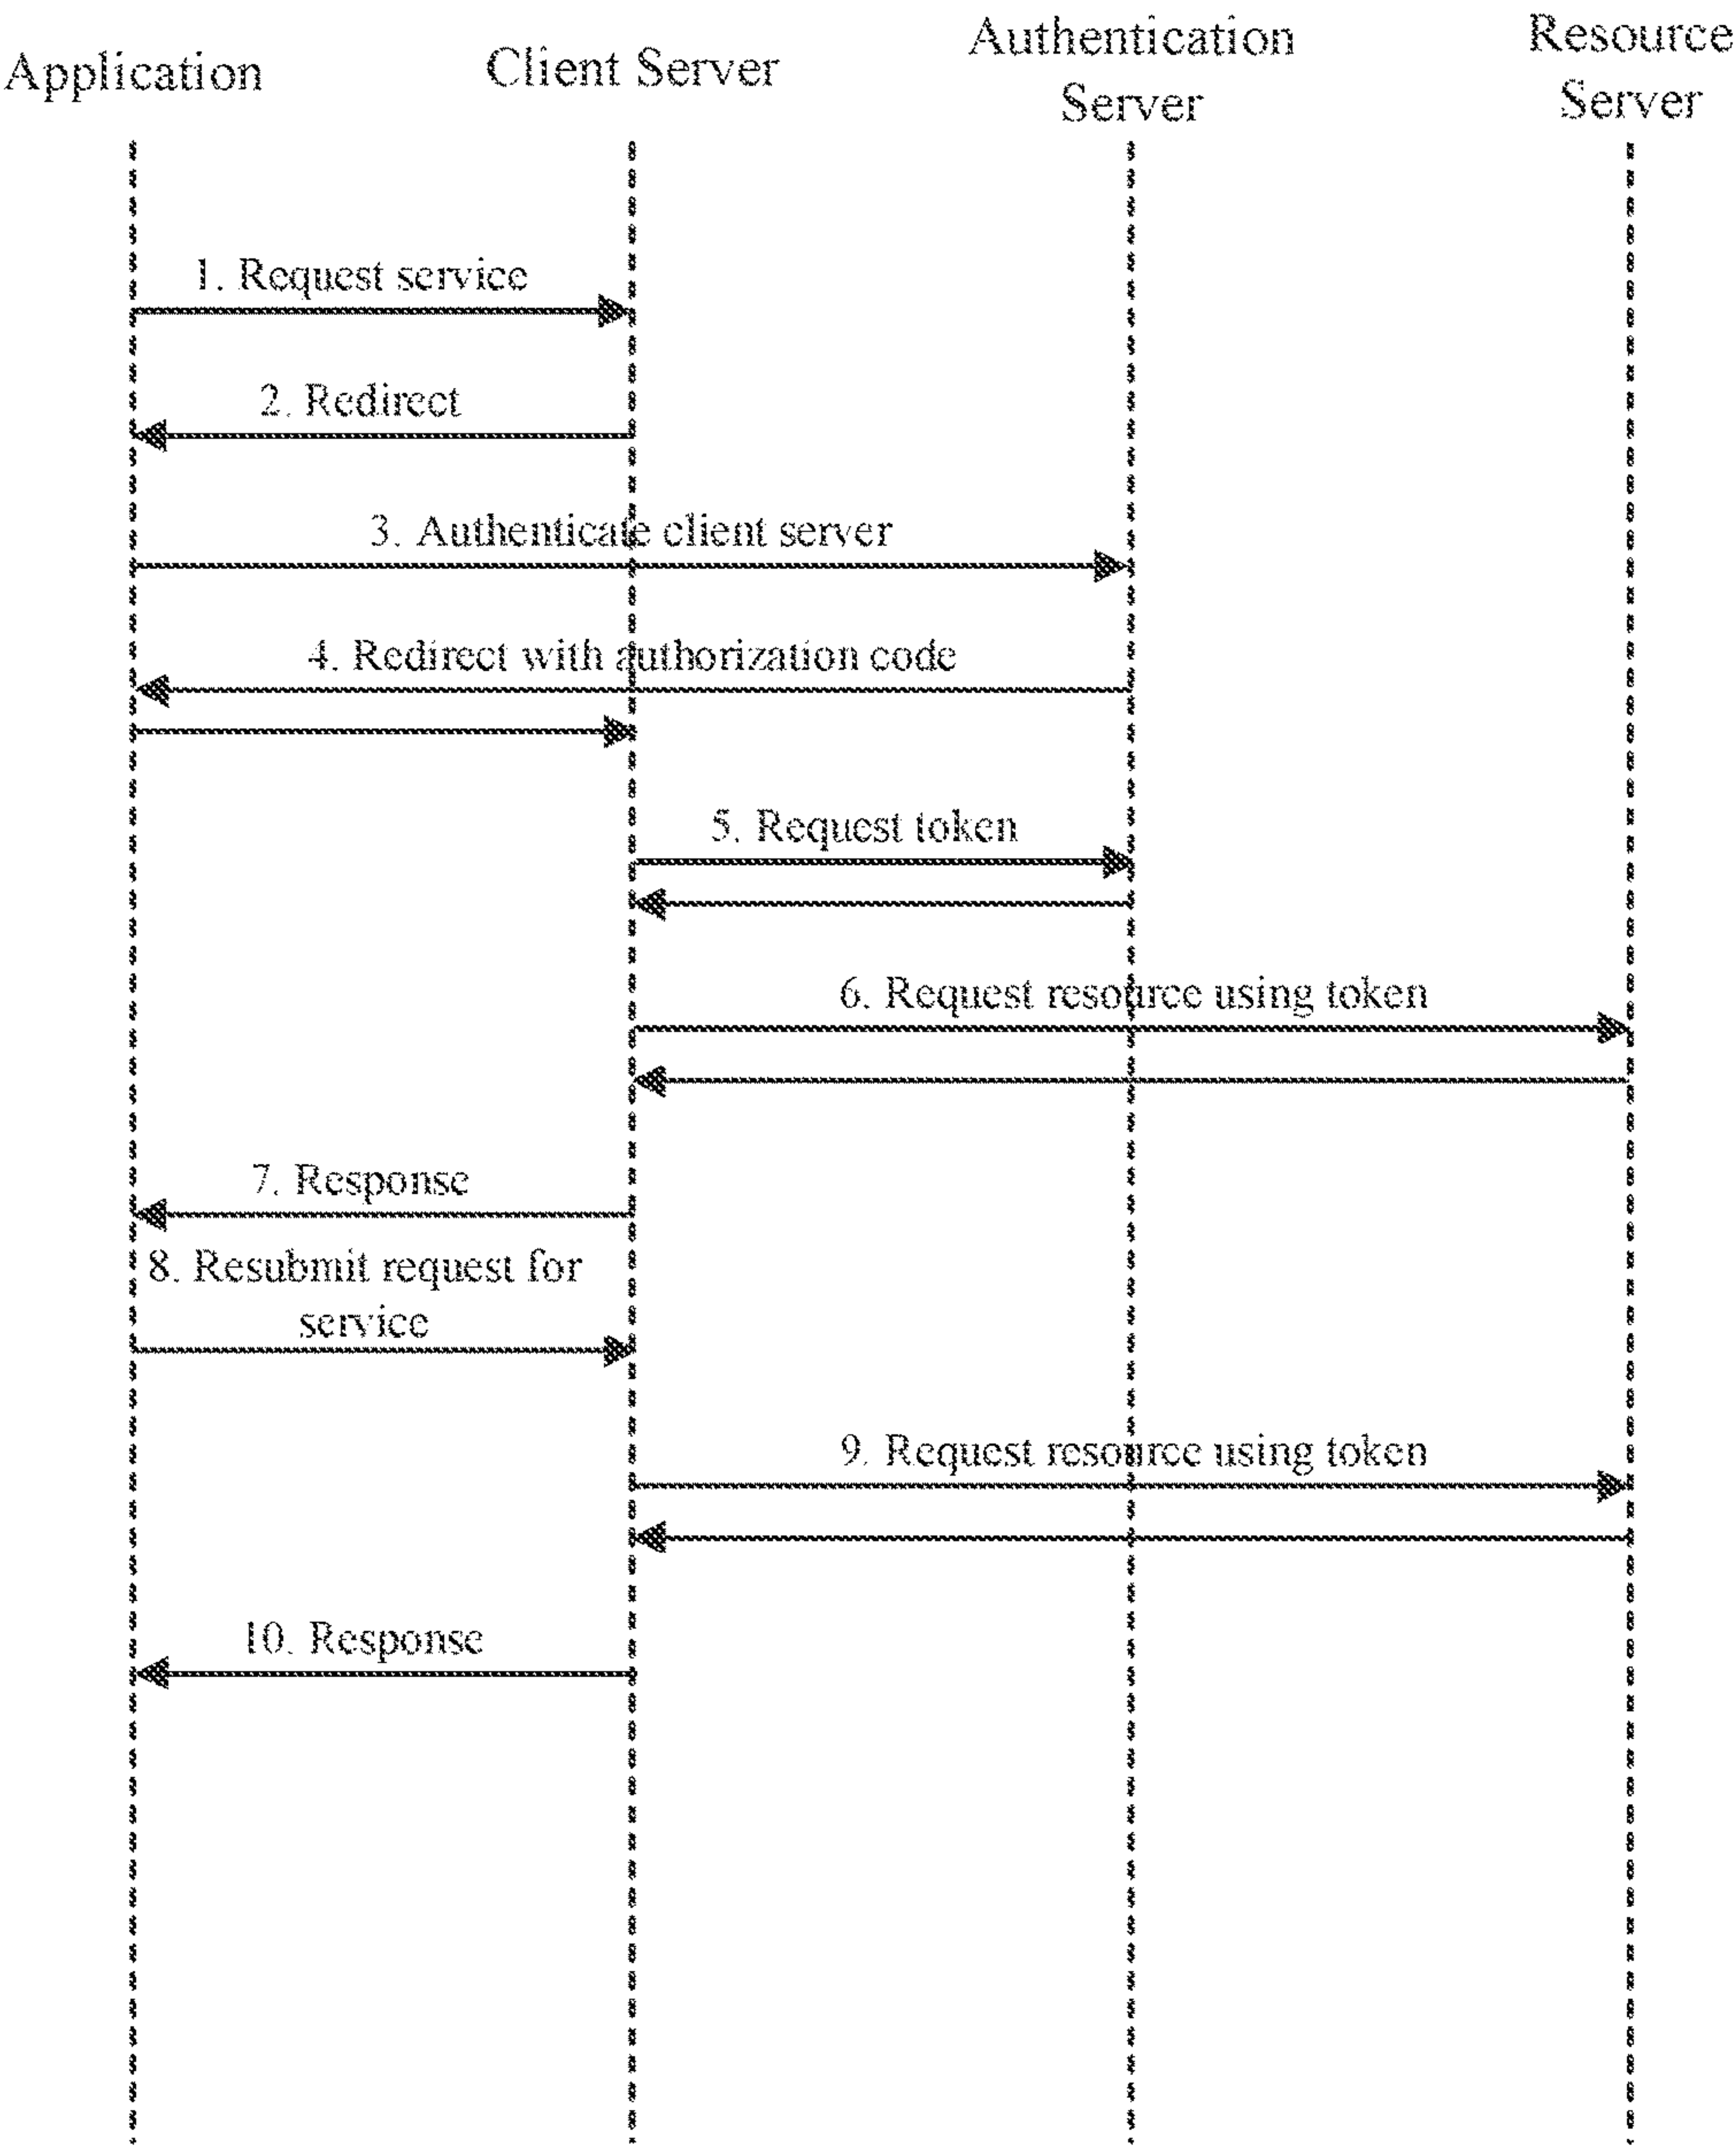 Application
Client Server
Authentication
Server
Resource
Server
1. Request service
2. Redirect
3. Authenticate client server
4. Redirect with authorization code
5. Request token
6. Request resource using token
7. Response
8. Resubmit request for
service
9. Request resource using token
10. Response